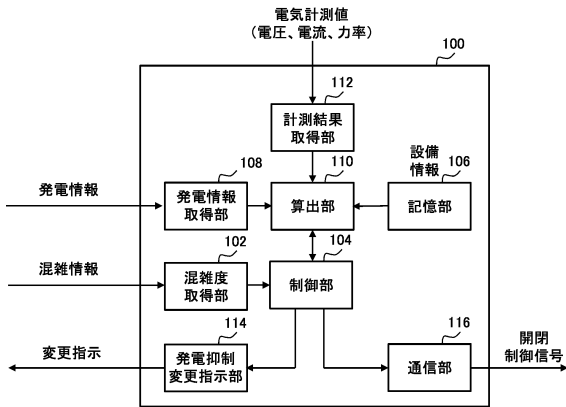 電気計測値
（電圧、電流、力率）
100
112
計測結果
取得部
設備
情報
108
110
106
発電情報
発電情報
取得部
算出部
記憶部
102
104
混雑情報
混雑度
取得部
制御部
114
116
変更指示
発電抑制
変更指示部
通信部
開閉
制御信号